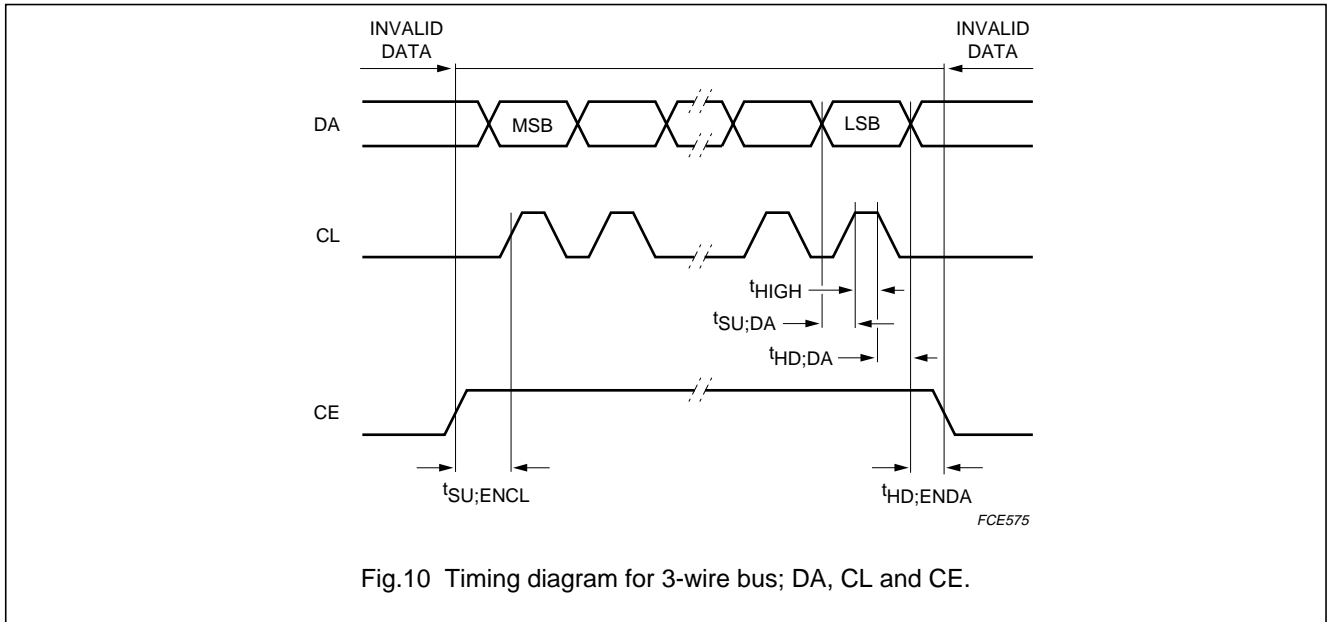 INVALID
DATA
INVALID
DATA
DA
MSB
LSB
CL
tHIGH
tSU;DA
tHD;DA
CE
tSU;ENCL
tHD;ENDA
FCE575
Fig.10 Timing diagram for 3-wire bus; DA, CL and CE.